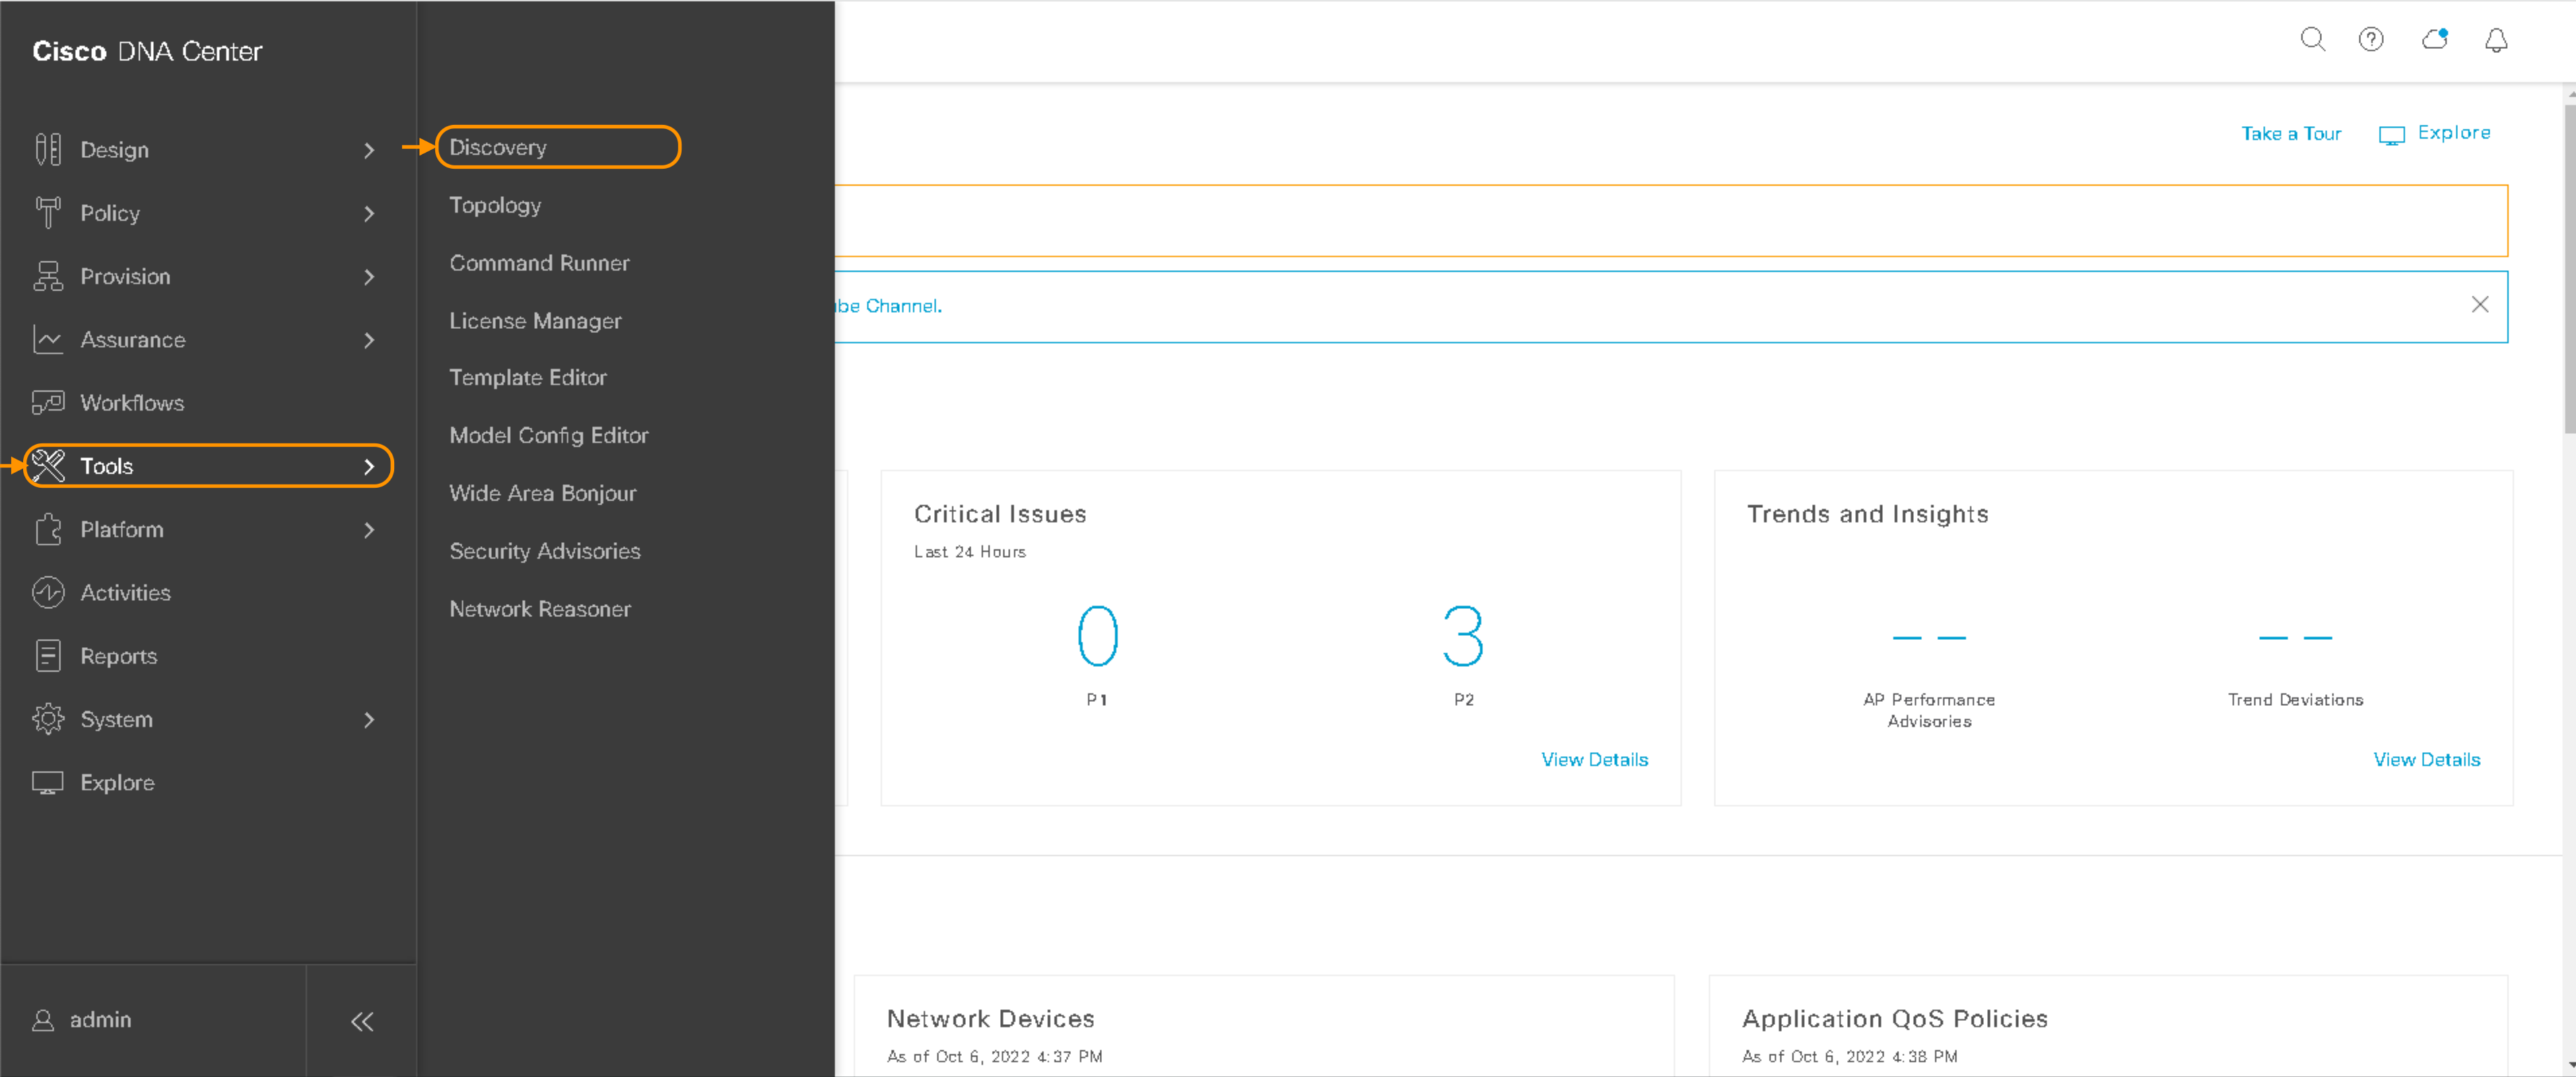 Cisco DNA Center
Design
Policy
Provision
Assurance
Workflows
Tools
Platform
Activities
Reports
System
Explore
admin
Discovery
Topology
Command Runner
License Manager
Template Editor
Model Config Editor
Wide Area Bonjour
Security Advisories
Network Reasoner
Take a Tour
Explore
be Channel.
Critical Issues
Last 24 Hours
0
P1
3
P2
View Details
Trends and Insights
– –
AP Performance
Advisories
– –
Trend Deviations
View Details
Network Devices
As of Oct 6, 2022 4:37 PM
Application QoS Policies
As of Oct 6, 2022 4:38 PM